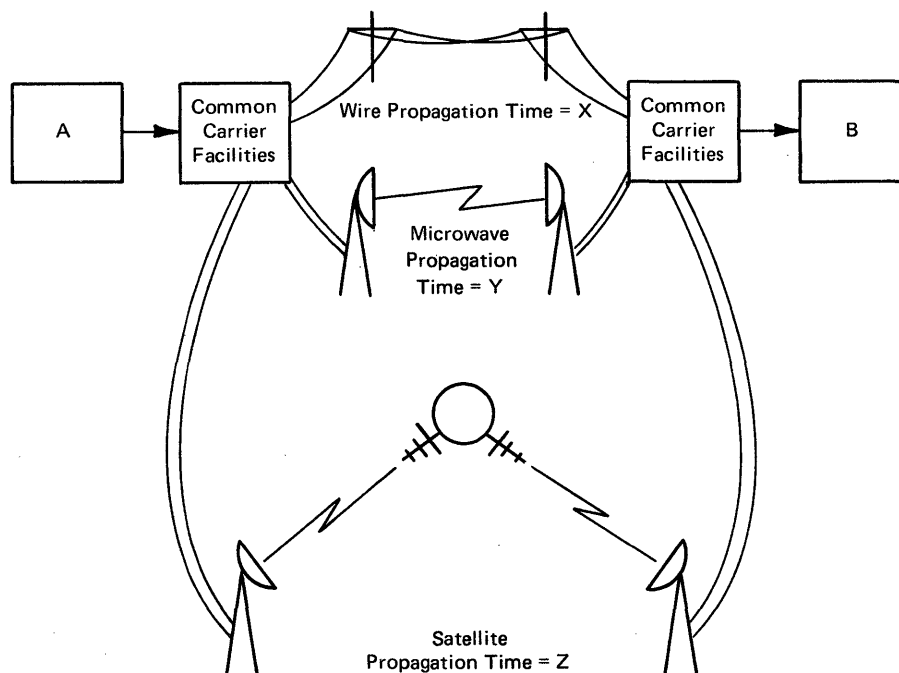 A
Common
Carrier
Facilities
Wire Propagation Time = X
Common
Carrier
Facilities
B
Microwave
Propagation
Time = Y
Satellite
Propagation Time = Z